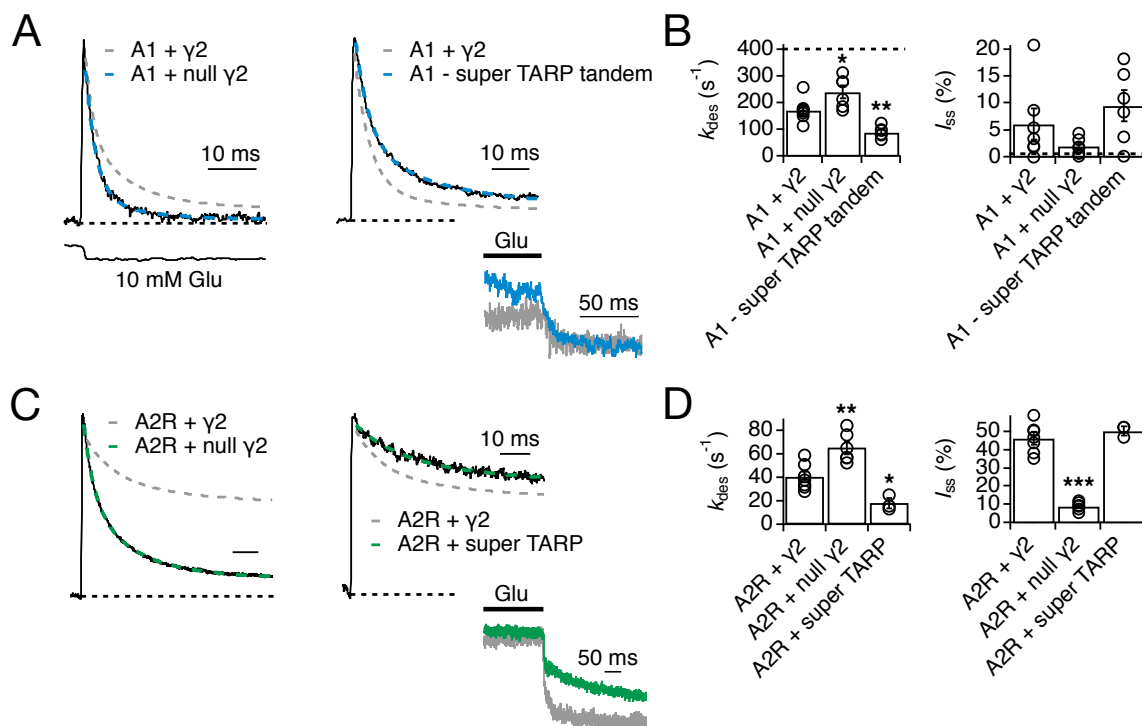 A
A1 + γ2
A1 + null γ2
10 ms
10 mM Glu
A1 + γ2
A1 - super TARP tandem
10 ms
Glu
50 ms
B
400
300
200
100
0
k des (s⁻¹)
*
**
A1 + γ2
A1 + null γ2
A1 - super TARP tandem
20
15
10
5
0
I ss (%)
A1 + γ2
A1 + null γ2
A1 - super TARP tandem
C
A2R + γ2
A2R + null γ2
10 ms
A2R + γ2
A2R + super TARP
Glu
50 ms
D
80
60
40
20
0
k des (s⁻¹)
**
*
A2R + γ2
A2R + null γ2
A2R + super TARP
50
40
30
20
10
0
I ss (%)
***
A2R + γ2
A2R + null γ2
A2R + super TARP